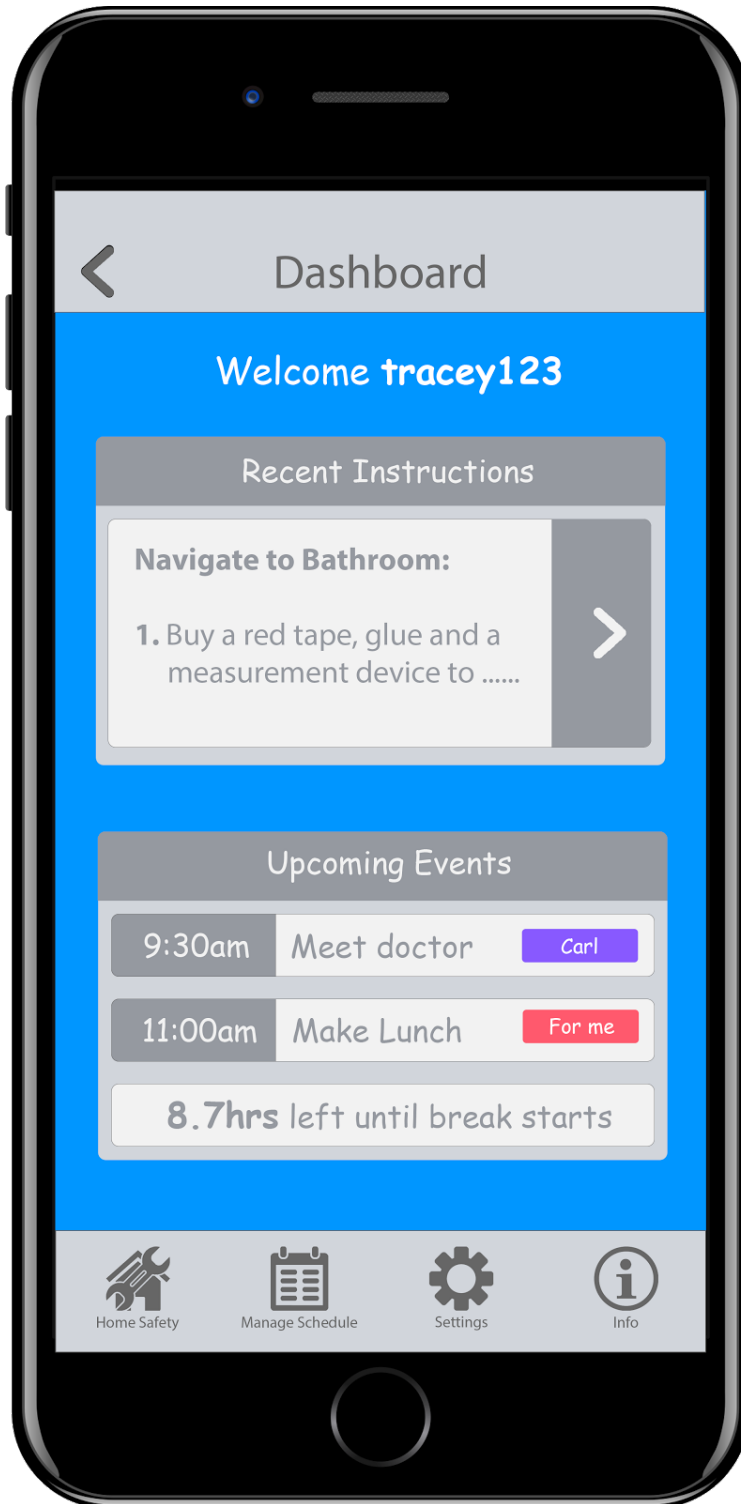 Dashboard
Welcome tracey123
Recent Instructions
Navigate to Bathroom:
1. Buy a red tape, glue and a
measurement device to ......
Upcoming Events
9:30am Meet doctor Carl
11:00am Make Lunch For me
8.7hrs left until break starts
Home Safety Manage Schedule Settings Info